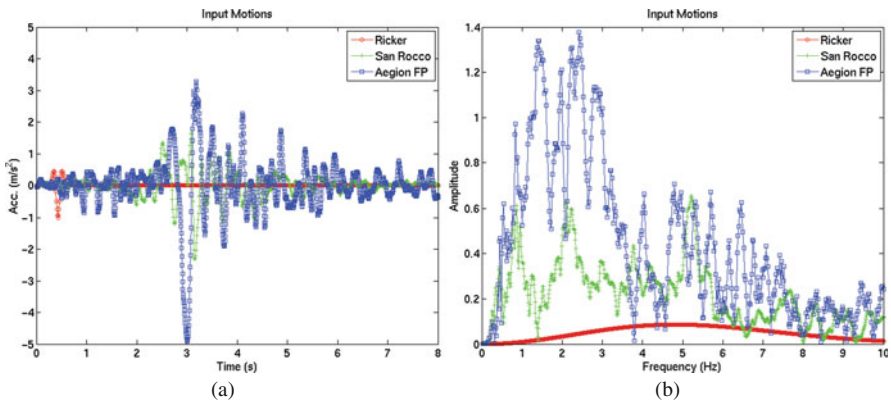 Input Motions
Ricker
San Rocco
Aegion FP
5
4
3
2
1
0
-1
-2
-3
-4
-5
Acc. (m/s²)
0 1 2 3 4 5 6 7 8
Time (s)
(a)
Input Motions
Ricker
San Rocco
Aegion FP
1.4
1.2
1
0.8
0.6
0.4
0.2
0
Amplitude
0 1 2 3 4 5 6 7 8 9 10
Frequency (Hz)
(b)